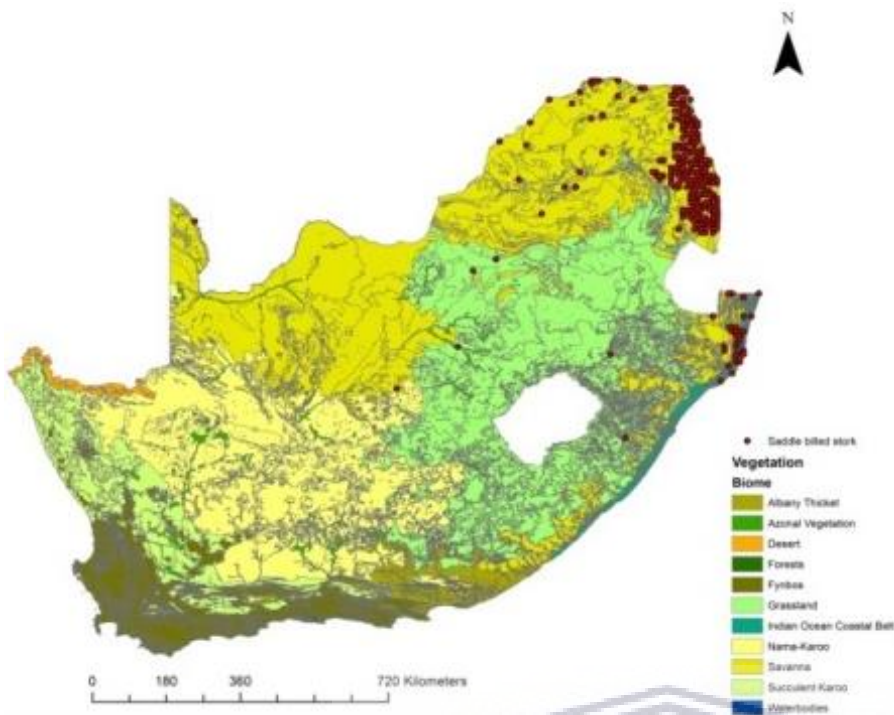 N
Saddle billed stork
Vegetation
Biome
Albany Thicket
Azonal Vegetation
Desert
Forests
Fynbos
Grassland
Indian Ocean Coastal Belt
Nama-Karoo
Savanna
Succulent Karoo
Waterbodies
0 180 360 720 Kilometers